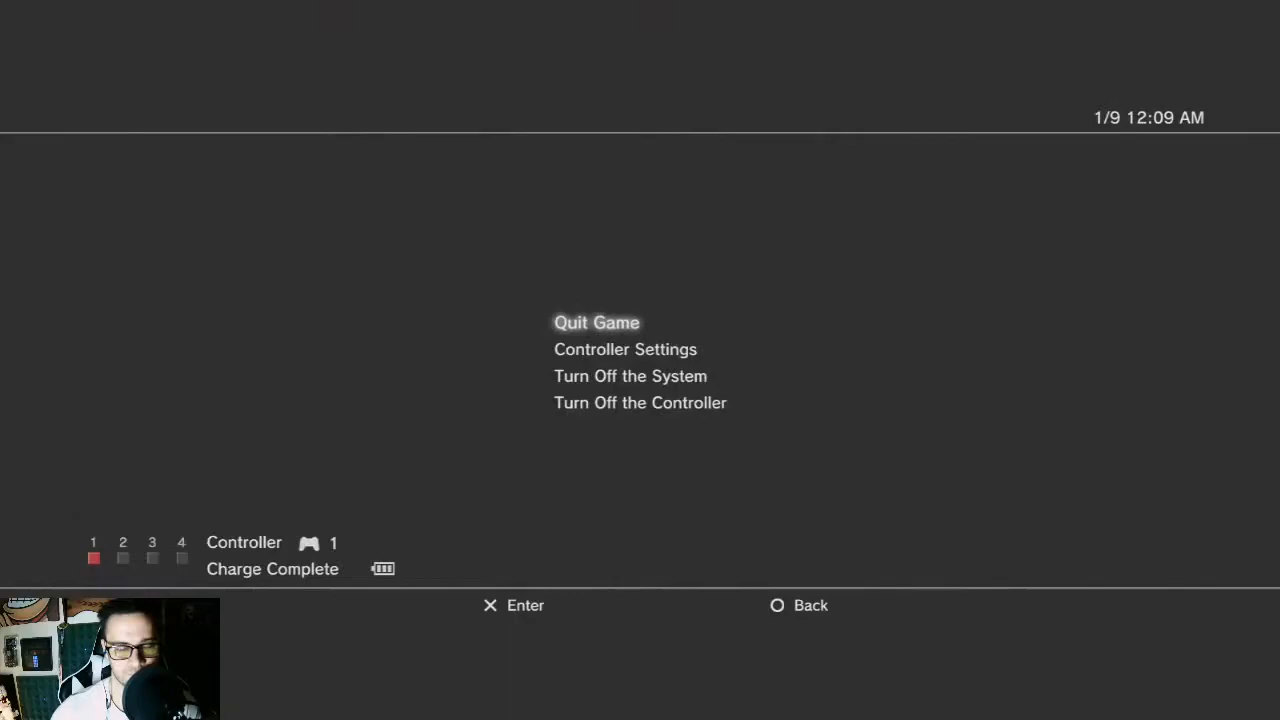 1/9 12:09 AM
Quit Game
Controller Settings
Turn Off the System
Turn Off the Controller
1 2 3 4 Controller 1
Charge Complete
Enter Back